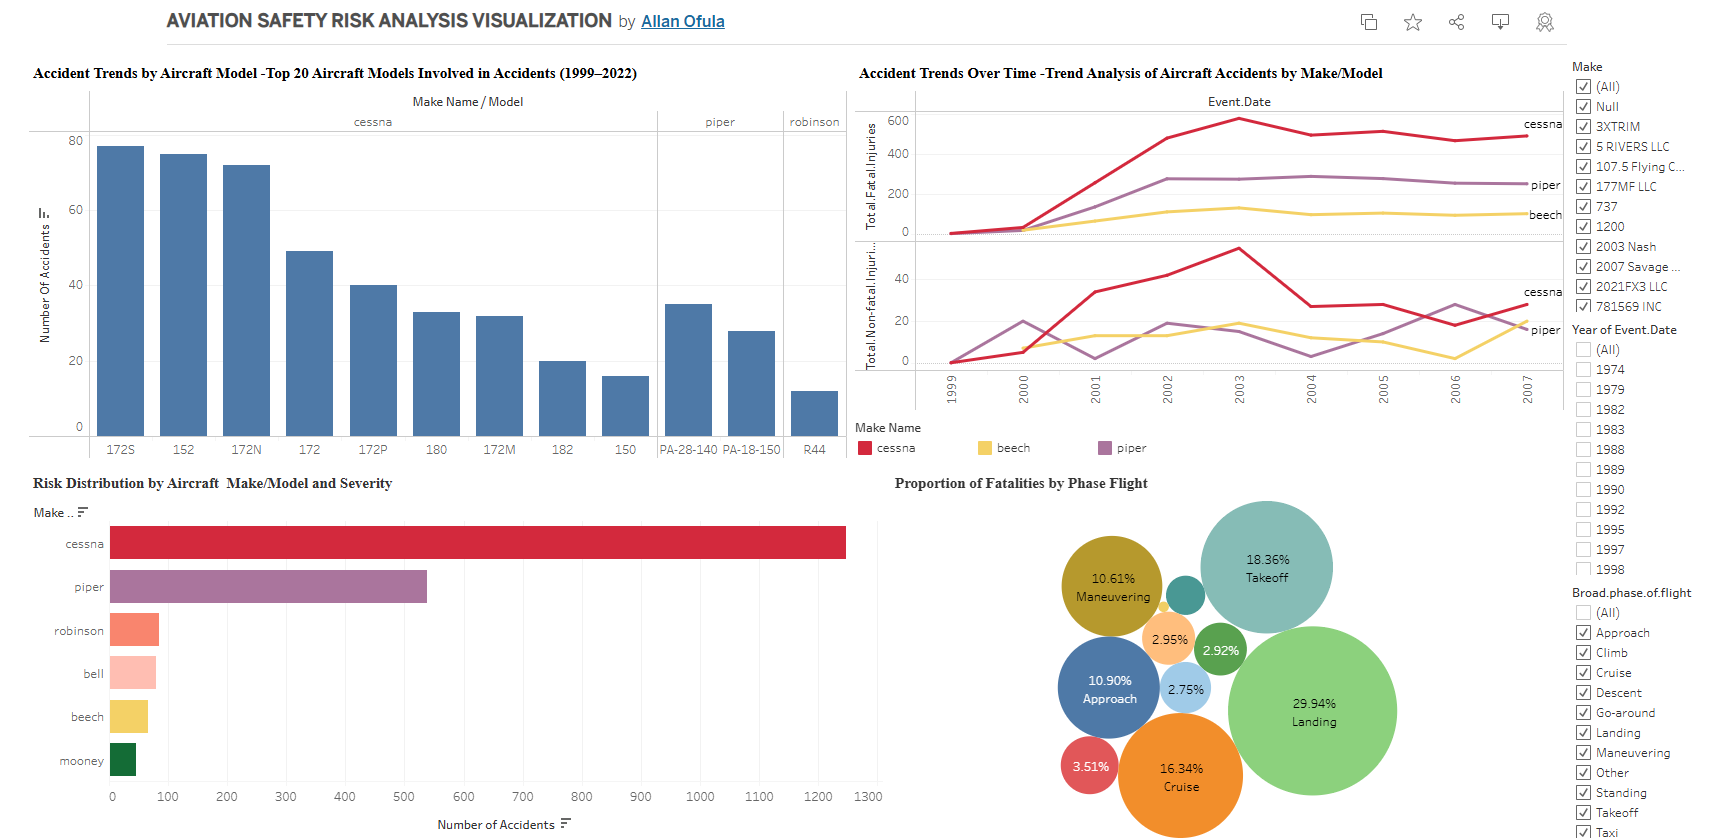 AVIATION SAFETY RISK ANALYSIS VISUALIZATION by Allan Ofula
Accident Trends by Aircraft Model -Top 20 Aircraft Models Involved in Accidents (1999–2022)
Make Name / Model
cessna piper robinson
Number Of Accidents
80
60
40
20
0
172S 152 172N 172 172P 180 172M 182 150 PA-28-140 PA-18-150 R44
Accident Trends Over Time -Trend Analysis of Aircraft Accidents by Make/Model
Event.Date
Total.Fatal.Injuries
600
400
200
0
cessna
piper
beech
Total.Non-fatal.Injuri...
40
20
0
cessna
piper
1999 2000 2001 2002 2003 2004 2005 2006 2007
Make Name
cessna beech piper
Risk Distribution by Aircraft Make/Model and Severity
Make ..
cessna
piper
robinson
bell
beech
mooney
0 100 200 300 400 500 600 700 800 900 1000 1100 1200 1300
Number of Accidents
Proportion of Fatalities by Phase Flight
18.36%
Takeoff
10.61%
Maneuvering
2.95%
2.92%
10.90%
Approach
2.75%
29.94%
Landing
3.51%
16.34%
Cruise
Make
(All)
Null
3XTRIM
5 RIVERS LLC
107.5 Flying C...
177MF LLC
737
1200
2003 Nash
2007 Savage ...
2021FX3 LLC
781569 INC
Year of Event.Date
(All)
1974
1979
1982
1983
1988
1989
1990
1992
1995
1997
1998
Broad.phase.of.flight
(All)
Approach
Climb
Cruise
Descent
Go-around
Landing
Maneuvering
Other
Standing
Takeoff
Taxi